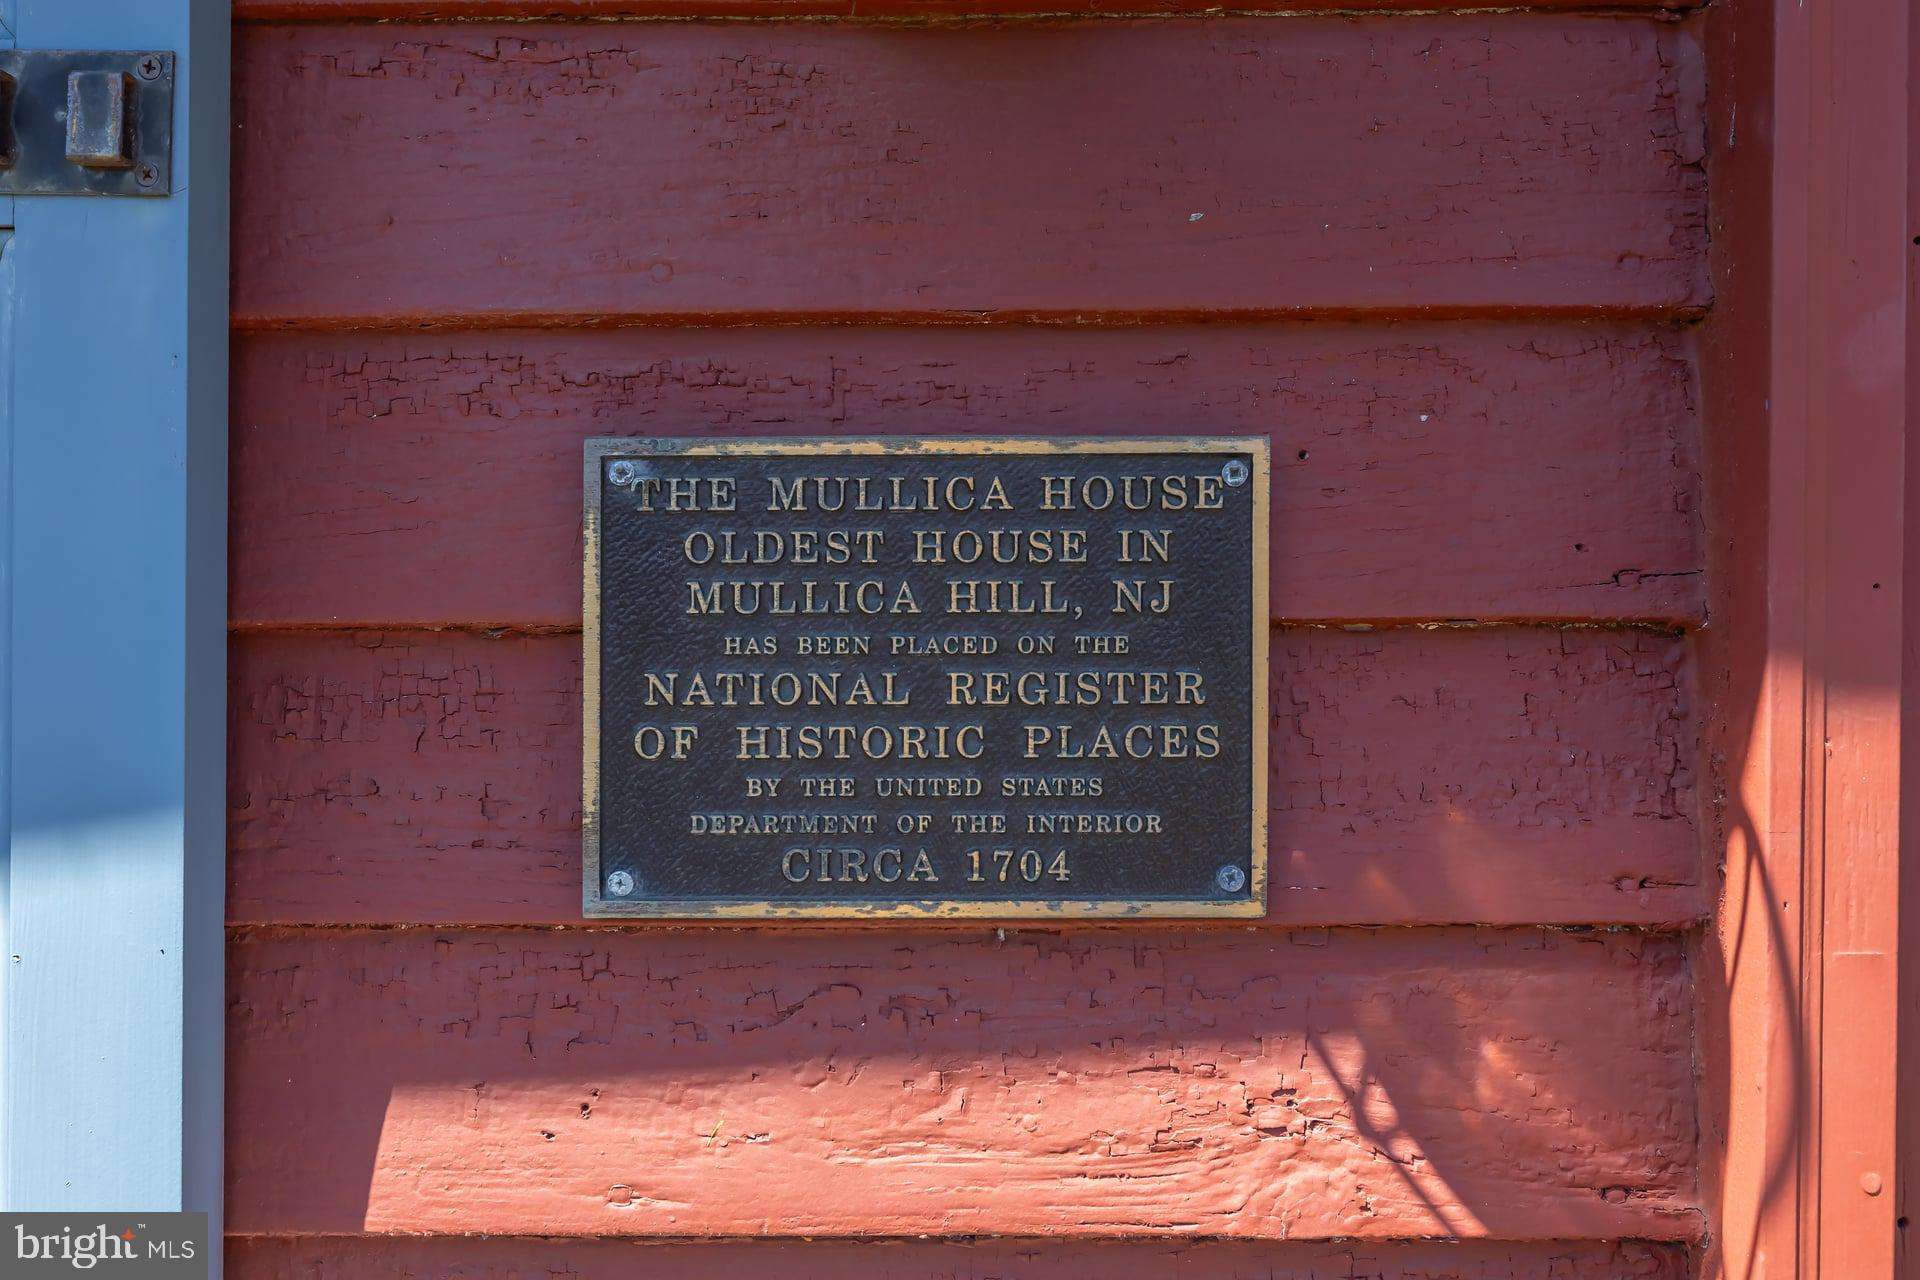 THE MULLICA HOUSE
OLDEST HOUSE IN
MULLICA HILL, NJ
HAS BEEN PLACED ON THE
NATIONAL REGISTER
OF HISTORIC PLACES
BY THE UNITED STATES
DEPARTMENT OF THE INTERIOR
CIRCA 1704
bright™ MLS